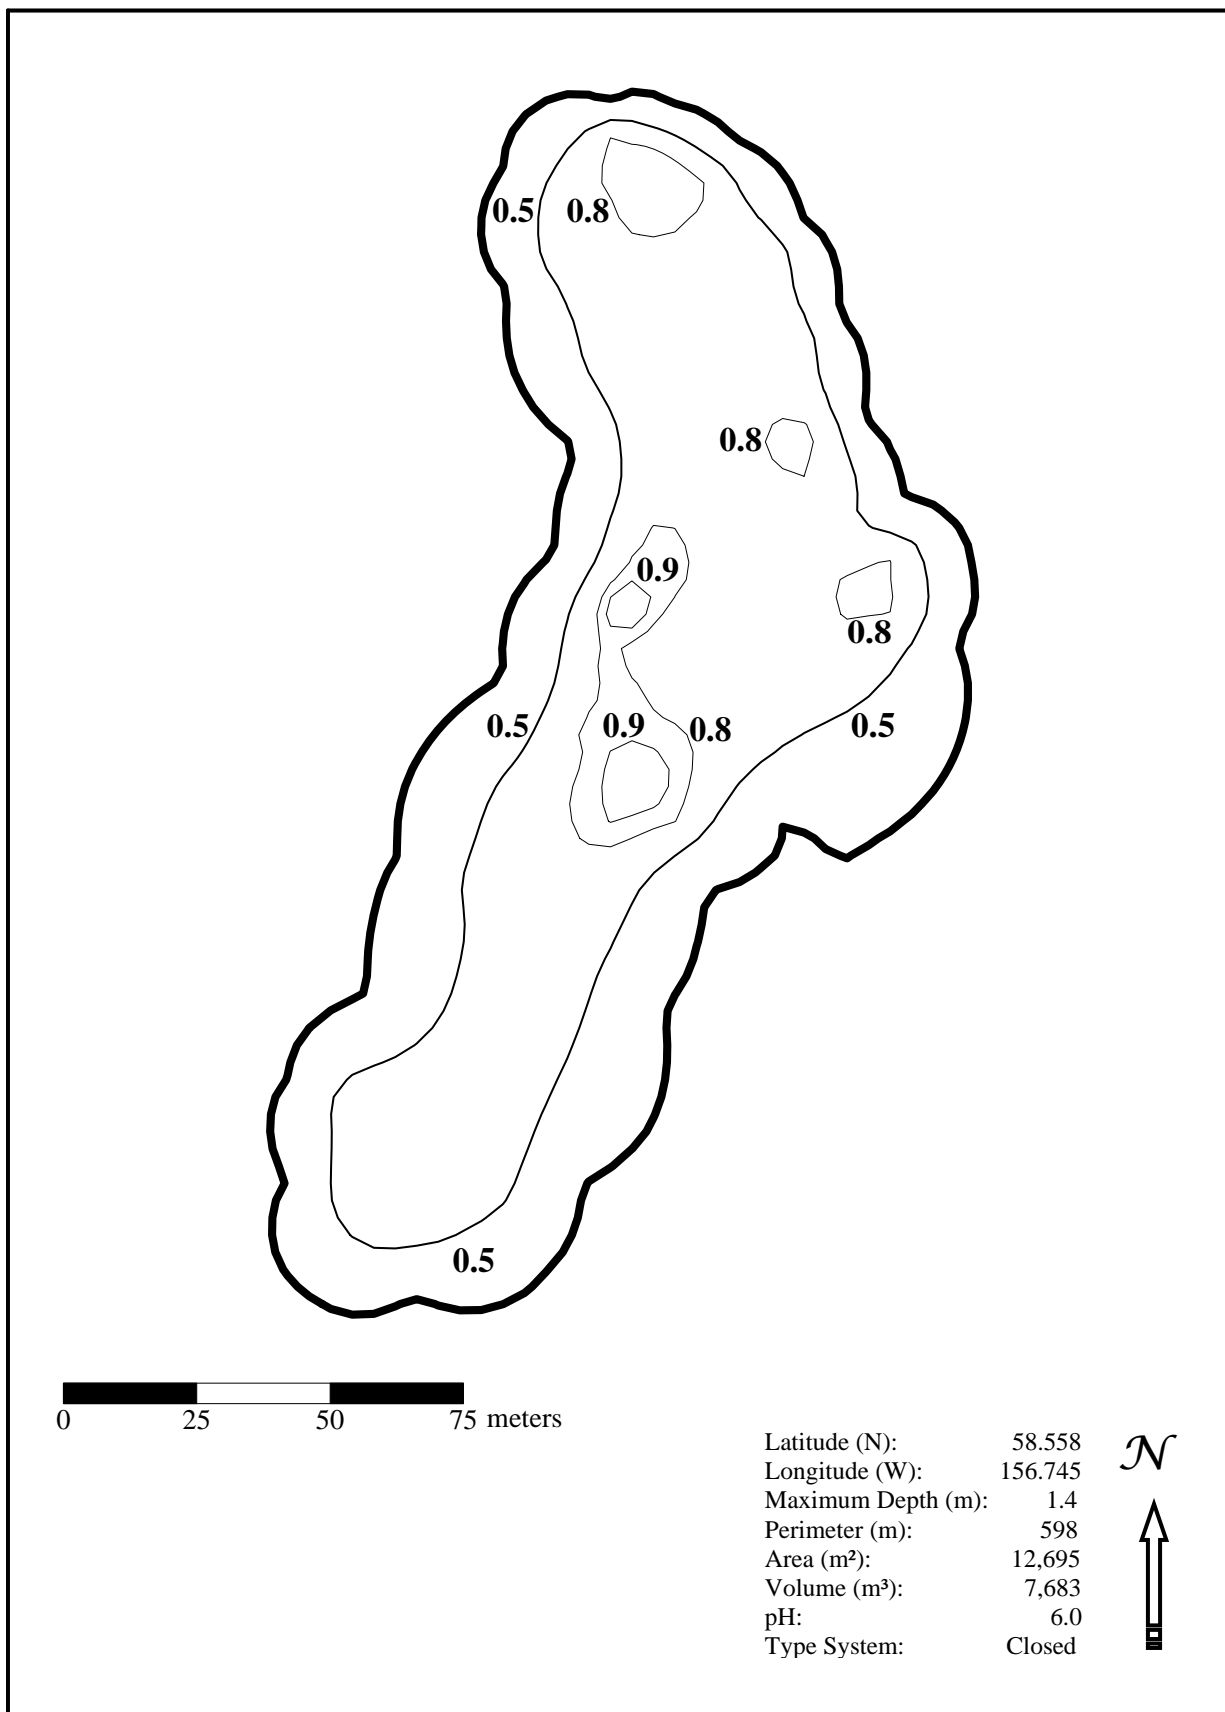 0.5 0.8
0.8
0.9
0.8
0.5 0.9 0.8 0.5
0.5
0 25 50 75 meters
N
Latitude (N): 58.558
Longitude (W): 156.745
Maximum Depth (m): 1.4
Perimeter (m): 598
Area (m²): 12,695
Volume (m³): 7,683
pH: 6.0
Type System: Closed